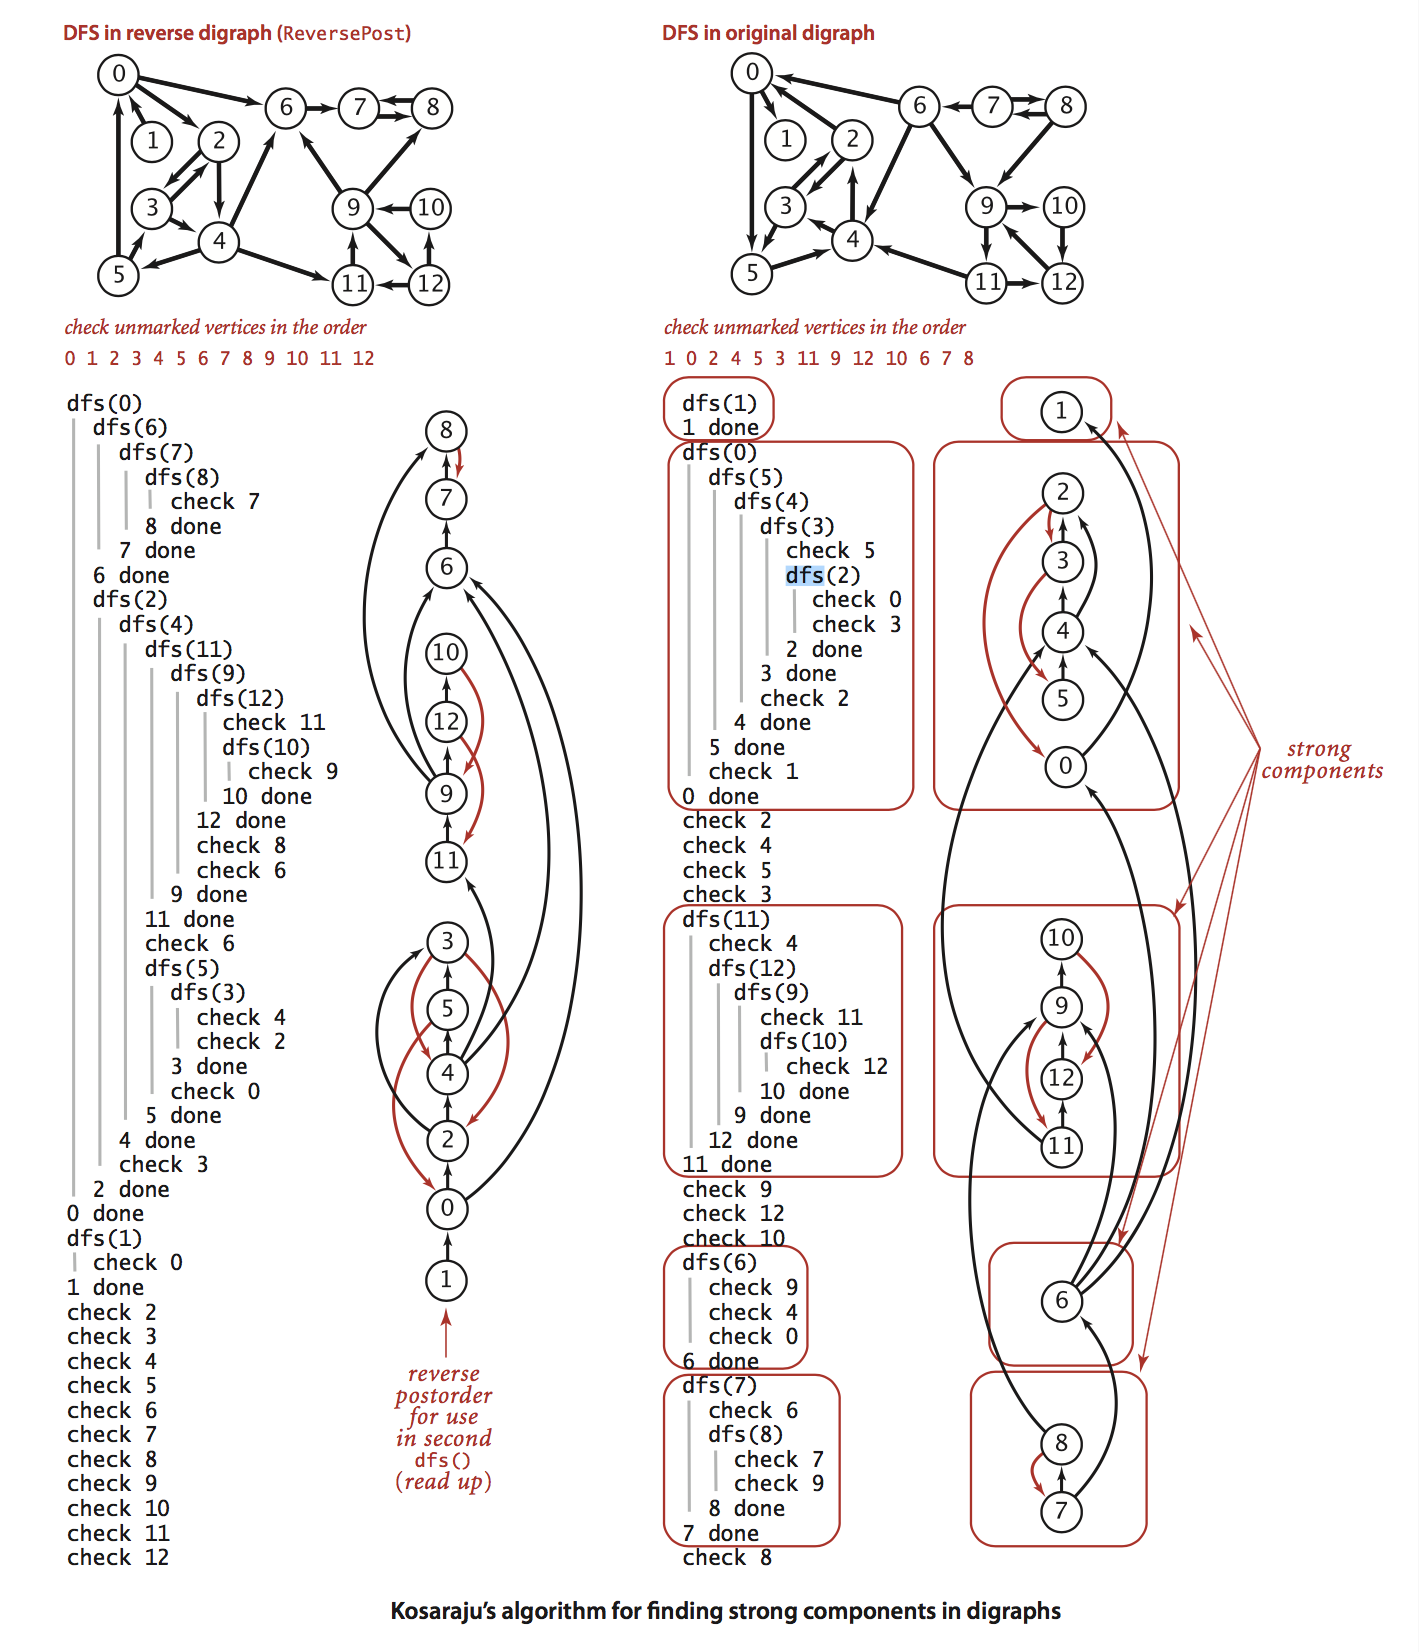 DFS in reverse digraph (ReversePost)
0
6
7
8
1
2
3
9
10
4
5
11
12
check unmarked vertices in the order
0 1 2 3 4 5 6 7 8 9 10 11 12
dfs(0)
dfs(6)
dfs(7)
dfs(8)
check 7
8 done
7 done
6 done
dfs(2)
dfs(4)
dfs(11)
dfs(9)
dfs(12)
check 11
dfs(10)
check 9
10 done
12 done
check 8
check 6
9 done
11 done
check 6
dfs(5)
dfs(3)
check 4
check 2
3 done
check 0
5 done
4 done
check 3
2 done
0 done
dfs(1)
check 0
1 done
check 2
check 3
check 4
check 5
check 6
check 7
check 8
check 9
check 10
check 11
check 12
8
7
6
10
12
9
11
3
5
4
2
0
1
reverse
postorder
for use
in second
dfs()
(read up)
DFS in original digraph
0
6
7
8
1
2
3
9
10
4
5
11
12
check unmarked vertices in the order
1 0 2 4 5 3 11 9 12 10 6 7 8
dfs(1)
1 done
dfs(0)
dfs(5)
dfs(4)
dfs(3)
check 5
dfs(2)
check 0
check 3
2 done
3 done
check 2
4 done
5 done
check 1
0 done
check 2
check 4
check 5
check 3
dfs(11)
check 4
dfs(12)
dfs(9)
check 11
dfs(10)
check 12
10 done
9 done
12 done
11 done
check 9
check 12
check 10
dfs(6)
check 9
check 4
check 0
6 done
dfs(7)
check 6
dfs(8)
check 7
check 9
8 done
7 done
check 8
1
2
3
4
5
0
10
9
12
11
6
8
7
strong
components
Kosaraju's algorithm for finding strong components in digraphs